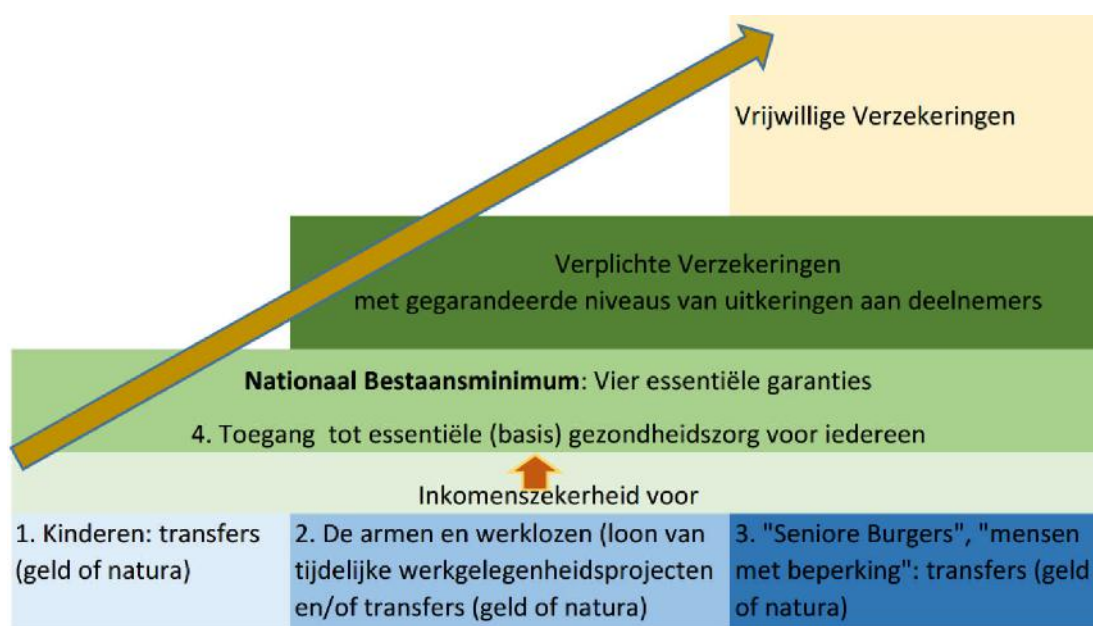 Vrijwillige Verzekeringen
Verplichte Verzekeringen
met gegarandeerde niveaus van uitkeringen aan deelnemers
Nationaal Bestaansminimum: Vier essentiële garanties
4. Toegang tot essentiële (basis) gezondheidszorg voor iedereen
Inkomenszekerheid voor
1. Kinderen: transfers
(geld of natura)
2. De armen en werklozen (loon van
tijdelijke werkgelegenheidsprojecten
en/of transfers (geld of natura)
3. "Seniore Burgers", "mensen
met beperking": transfers (geld
of natura)